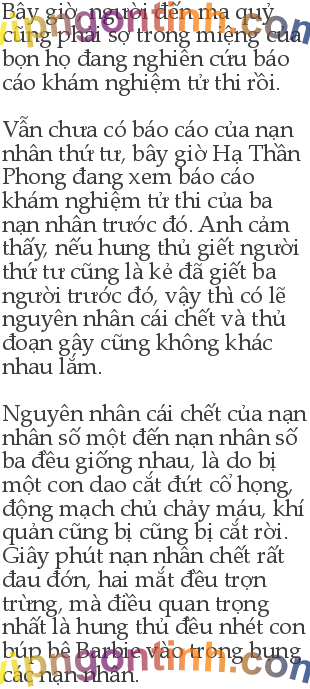 Bây giờ, người đến ma quỷ
cũng phải sợ trong miệng của
bọn họ đang nghiên cứu báo
cáo khám nghiệm tử thi rồi.

Vẫn chưa có báo cáo của nạn
nhân thứ tư, bây giờ Hạ Thần
Phong đang xem báo cáo
khám nghiệm tử thi của ba
nạn nhân trước đó. Anh cảm
thấy, nếu hung thủ giết người
thứ tư cũng là kẻ đã giết ba
người trước đó, vậy thì có lẽ
nguyên nhân cái chết và thủ
đoạn gây cũng không khác
nhau lắm.

Nguyên nhân cái chết của nạn
nhân số một đến nạn nhân số
ba đều giống nhau, là do bị
một con dao cắt đứt cổ họng,
động mạch chủ chảy máu, khí
quản cũng bị cũng bị cắt rời.
Giây phút nạn nhân chết rất
đau đớn, hai mắt đều trợn
trừng, mà điều quan trọng
nhất là hung thủ đều nhét con
búp bê Barbie vào trong bụng
các nạn nhân.
vipngontinh.com
vipngontinh.com